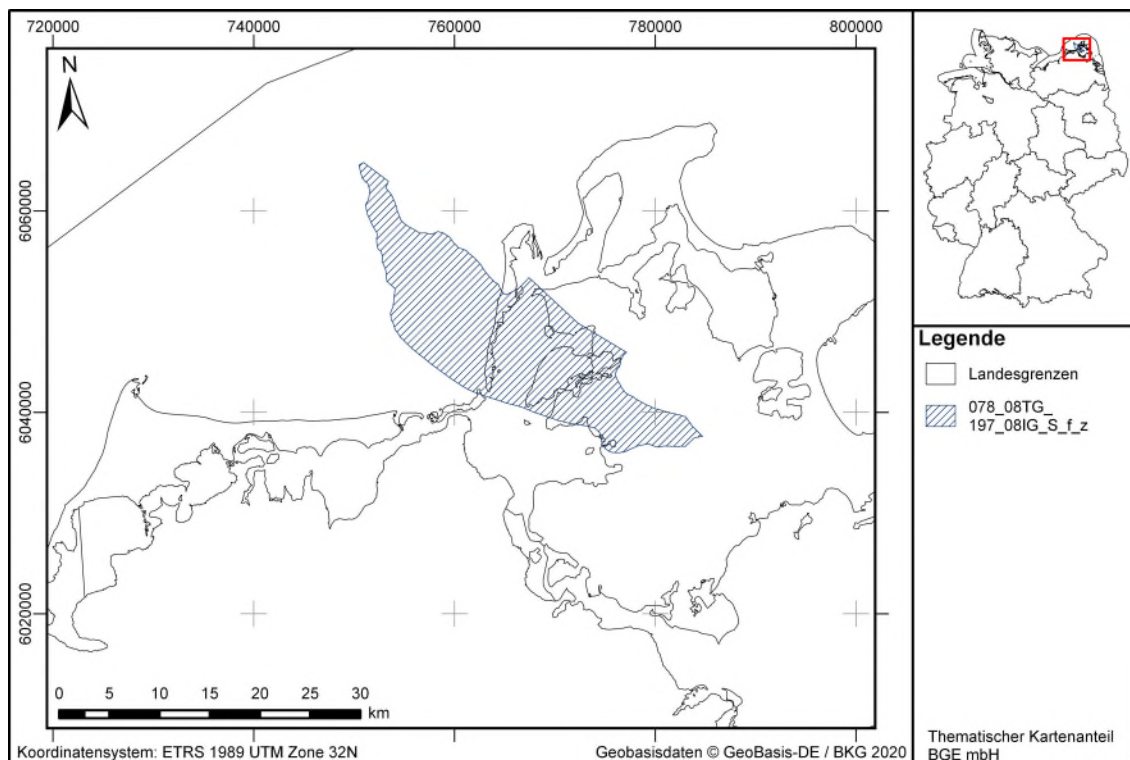 720000
740000
760000
780000
800000
N
6060000
6040000
6020000
0 5 10 15 20 25 30
km
Koordinatensystem: ETRS 1989 UTM Zone 32N
Geobasisdaten © GeoBasis-DE / BKG 2020
Legende
Landesgrenzen
078_08TG_
197_08IG_S_f_z
Thematischer Kartenanteil
BGE mbH